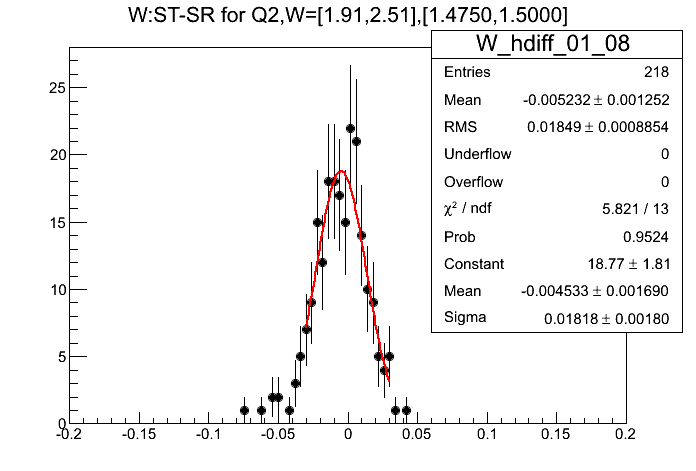 W:ST-SR for Q2,W=[1.91,2.51],[1.4750,1.5000]
W_hdiff_01_08
Entries 218
Mean -0.005232 ± 0.001252
RMS 0.01849 ± 0.0008854
Underflow 0
Overflow 0
χ² / ndf 5.821 / 13
Prob 0.9524
Constant 18.77 ± 1.81
Mean -0.004533 ± 0.001690
Sigma 0.01818 ± 0.00180
25
20
15
10
5
0
-0.2 -0.15 -0.1 -0.05 0 0.05 0.1 0.15 0.2